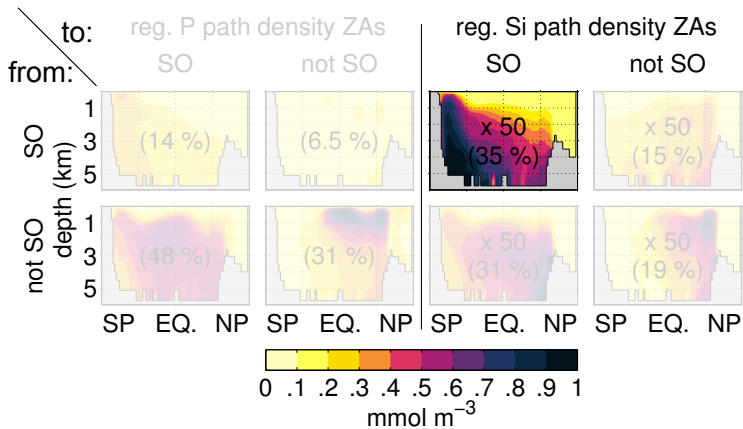 to: reg. P path density ZAs reg. Si path density ZAs
from: SO not SO SO not SO
SO 1 3 5 (14 %) (6.5 %) x 50 (35 %) x 50 (15 %)
depth (km)
not SO 1 3 5 (48 %) (31 %) x 50 (31 %) x 50 (19 %)
SP EQ. NP SP EQ. NP SP EQ. NP SP EQ. NP
0 .1 .2 .3 .4 .5 .6 .7 .8 .9 1
mmol m⁻³